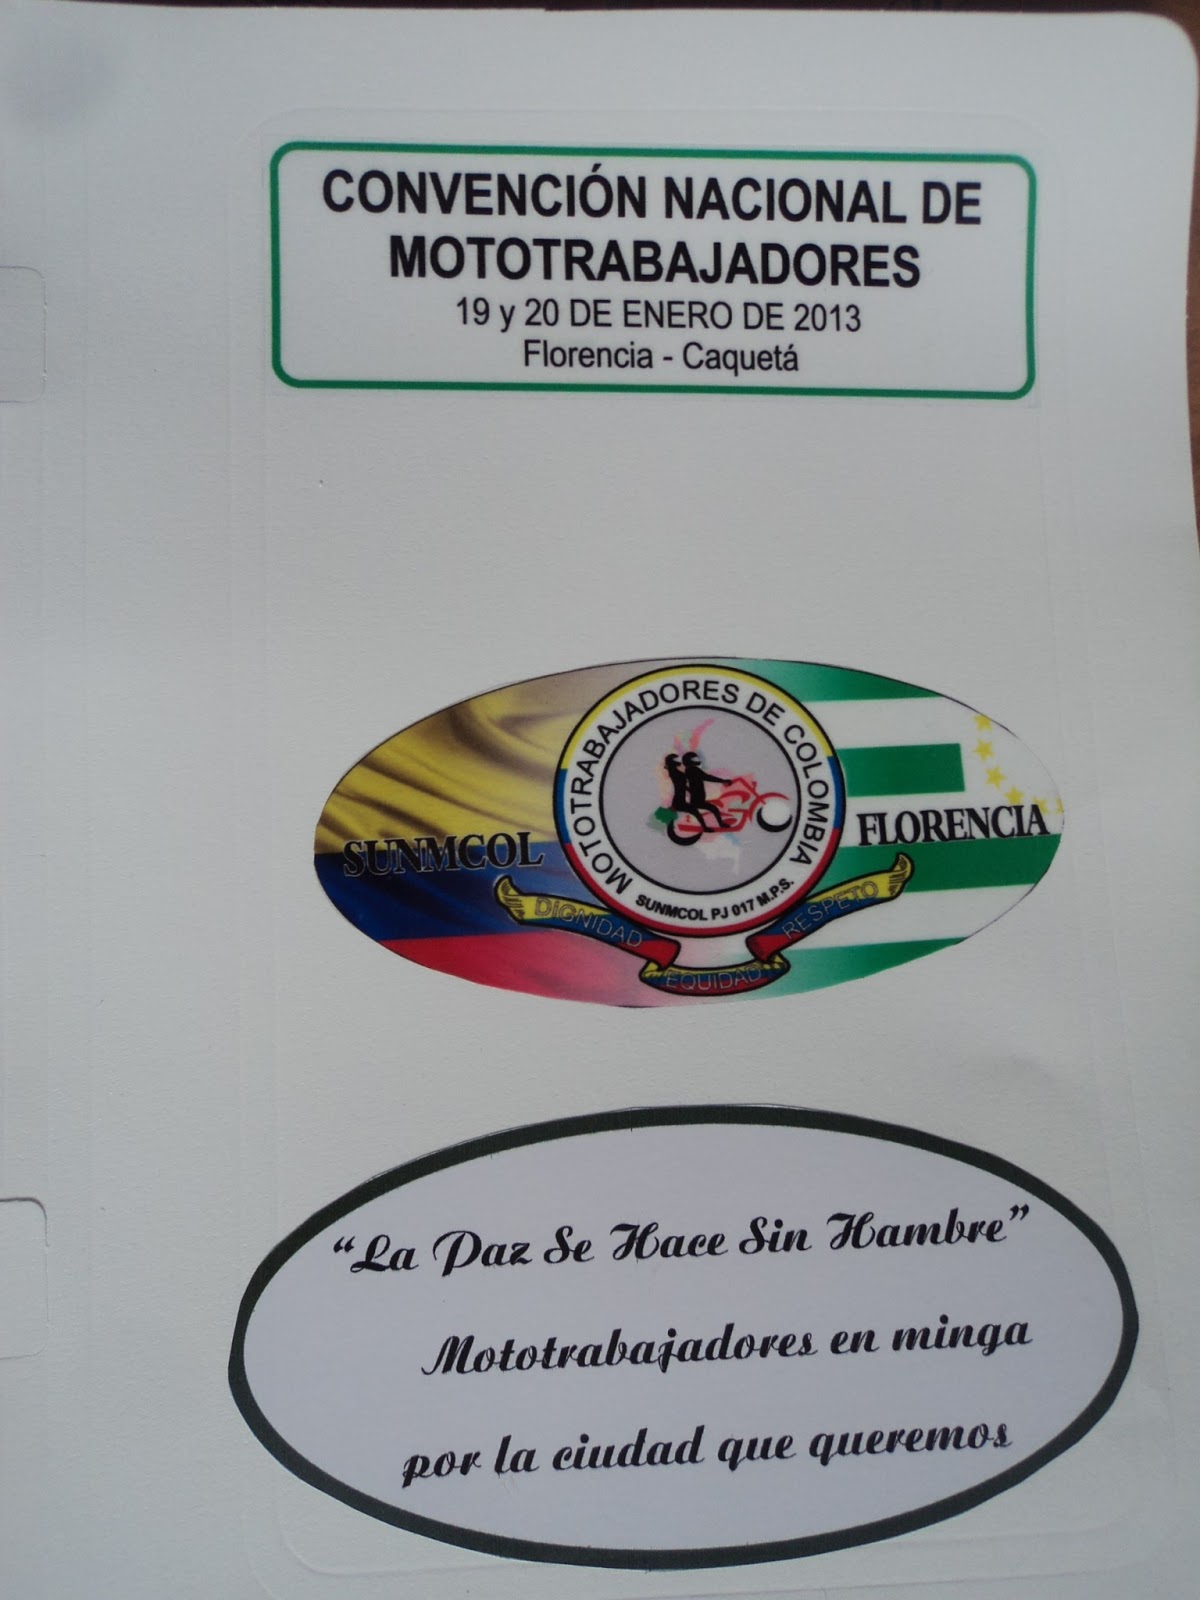 CONVENCIÓN NACIONAL DE
MOTOTRABAJADORES
19 y 20 DE ENERO DE 2013
Florencia - Caquetá
MOTOTRABAJADORES DE COLOMBIA
SUNMCOL PJ 017 M.P.S.
SUNMCOL
FLORENCIA
DIGNIDAD
EQUIDAD
RESPETO
“La Paz Se Hace Sin Hambre”
Mototrabajadores en minga
por la ciudad que queremos